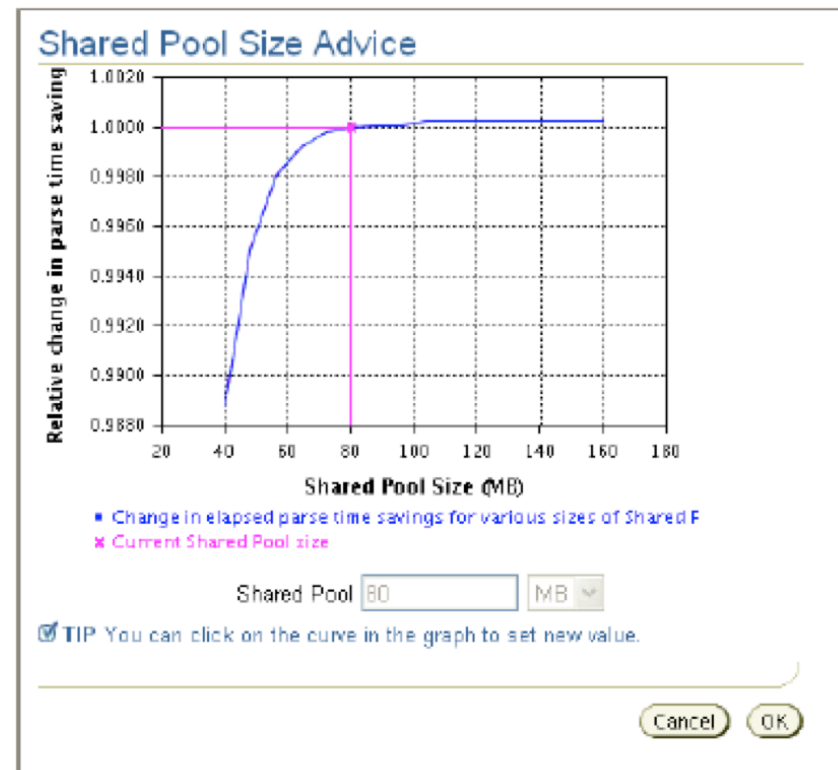 Shared Pool Size Advice
Relative change in parse time saving
1.0020
1.0000
0.9980
0.9960
0.9940
0.9920
0.9900
0.9880
20 40 60 80 100 120 140 160 180
Shared Pool Size (MB)
Change in elapsed parse time savings for various sizes of Shared P
Current Shared Pool size
Shared Pool 80 MB
TIP You can click on the curve in the graph to set new value.
Cancel OK